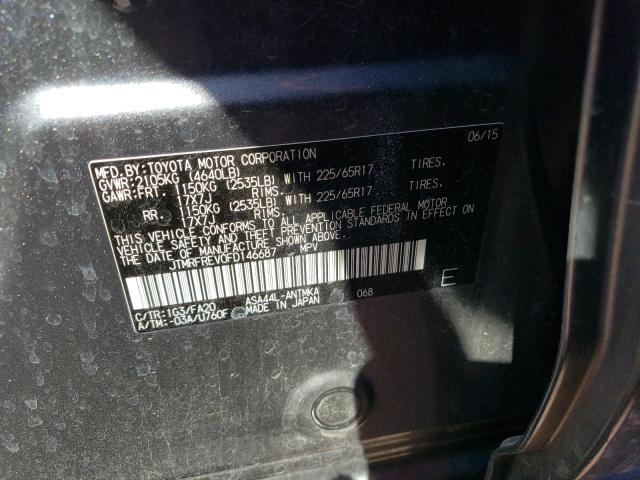 MFD.BY:TOYOTA MOTOR CORPORATION 06/15
GVWR:2105KG (4640LB)
GAWR:FRT 1150KG (2535LB) WITH 225/65R17 TIRES.
17X7J RIMS.
RR 1150KG (2535LB) WITH 225/65R17 TIRES.
17X7J RIMS.
THIS VEHICLE CONFORMS TO ALL APPLICABLE FEDERAL MOTOR
VEHICLE SAFETY AND THEFT PREVENTION STANDARDS IN EFFECT ON
THE DATE OF MANUFACTURE SHOWN ABOVE.
JTMRFREV0FD146687 MPV
C/TR:1G3/FA20 ASA44L-ANTMKA 068 E
A/TM:-03A/U760F MADE IN JAPAN